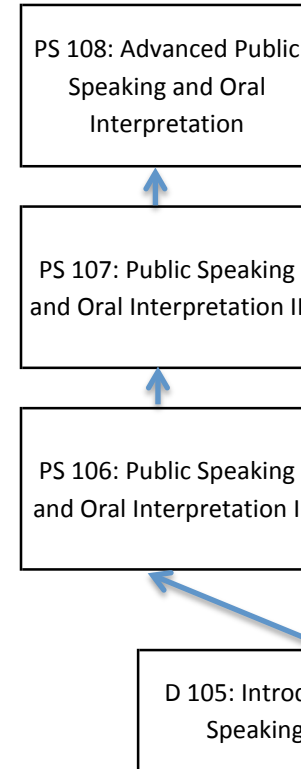 PS 108: Advanced Public
Speaking and Oral
Interpretation
PS 107: Public Speaking
and Oral Interpretation II
PS 106: Public Speaking
and Oral Interpretation I
D 105:
Speaking